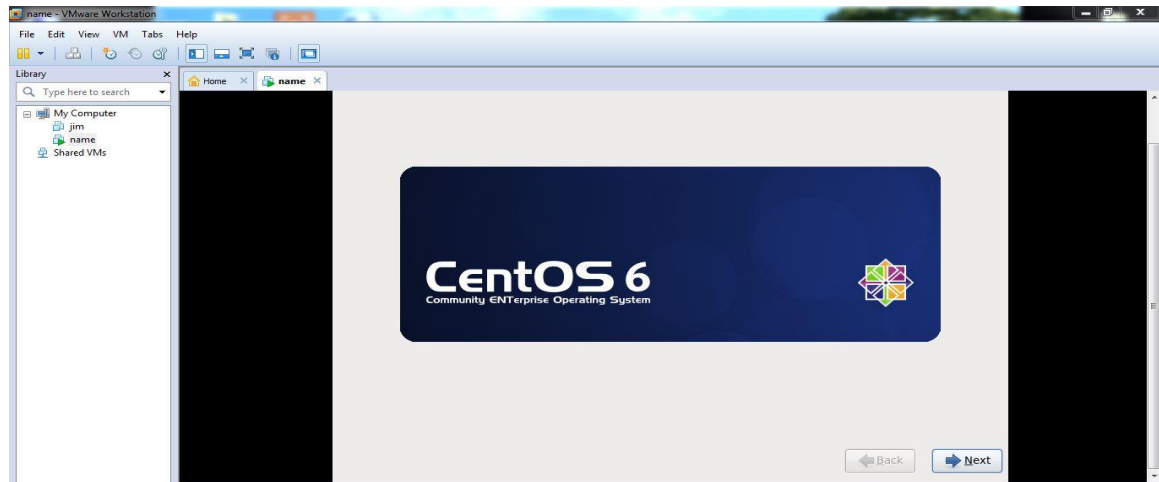 name - VMware Workstation
File Edit View VM Tabs Help
Library
Home
name
Type here to search
My Computer
jim
name
Shared VMs
CentOS 6
Community ENTerprise Operating System
Back
Next